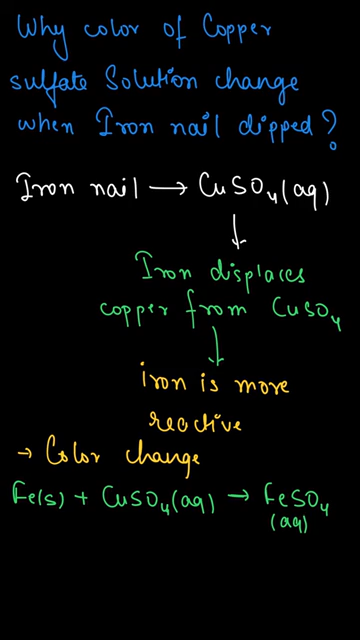 Why color of Copper
sulfate Solution change
when Iron nail dipped?
Iron nail → CuSO₄(aq)
↓
Iron displaces
copper from CuSO₄
↓
iron is more
reactive
→ Color change
Fe(s) + CuSO₄(aq) → FeSO₄
(aq)